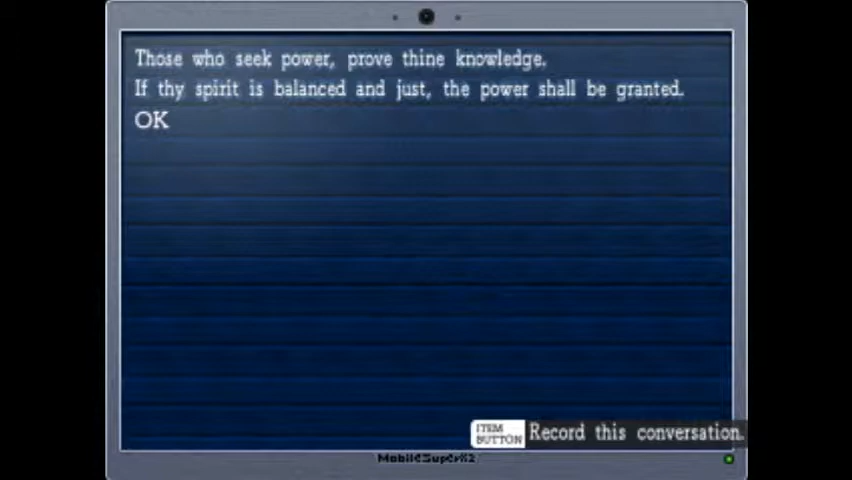 Those who seek power, prove thine knowledge.
If thy spirit is balanced and just, the power shall be granted.
OK
ITEM
BUTTON
Record this conversation.